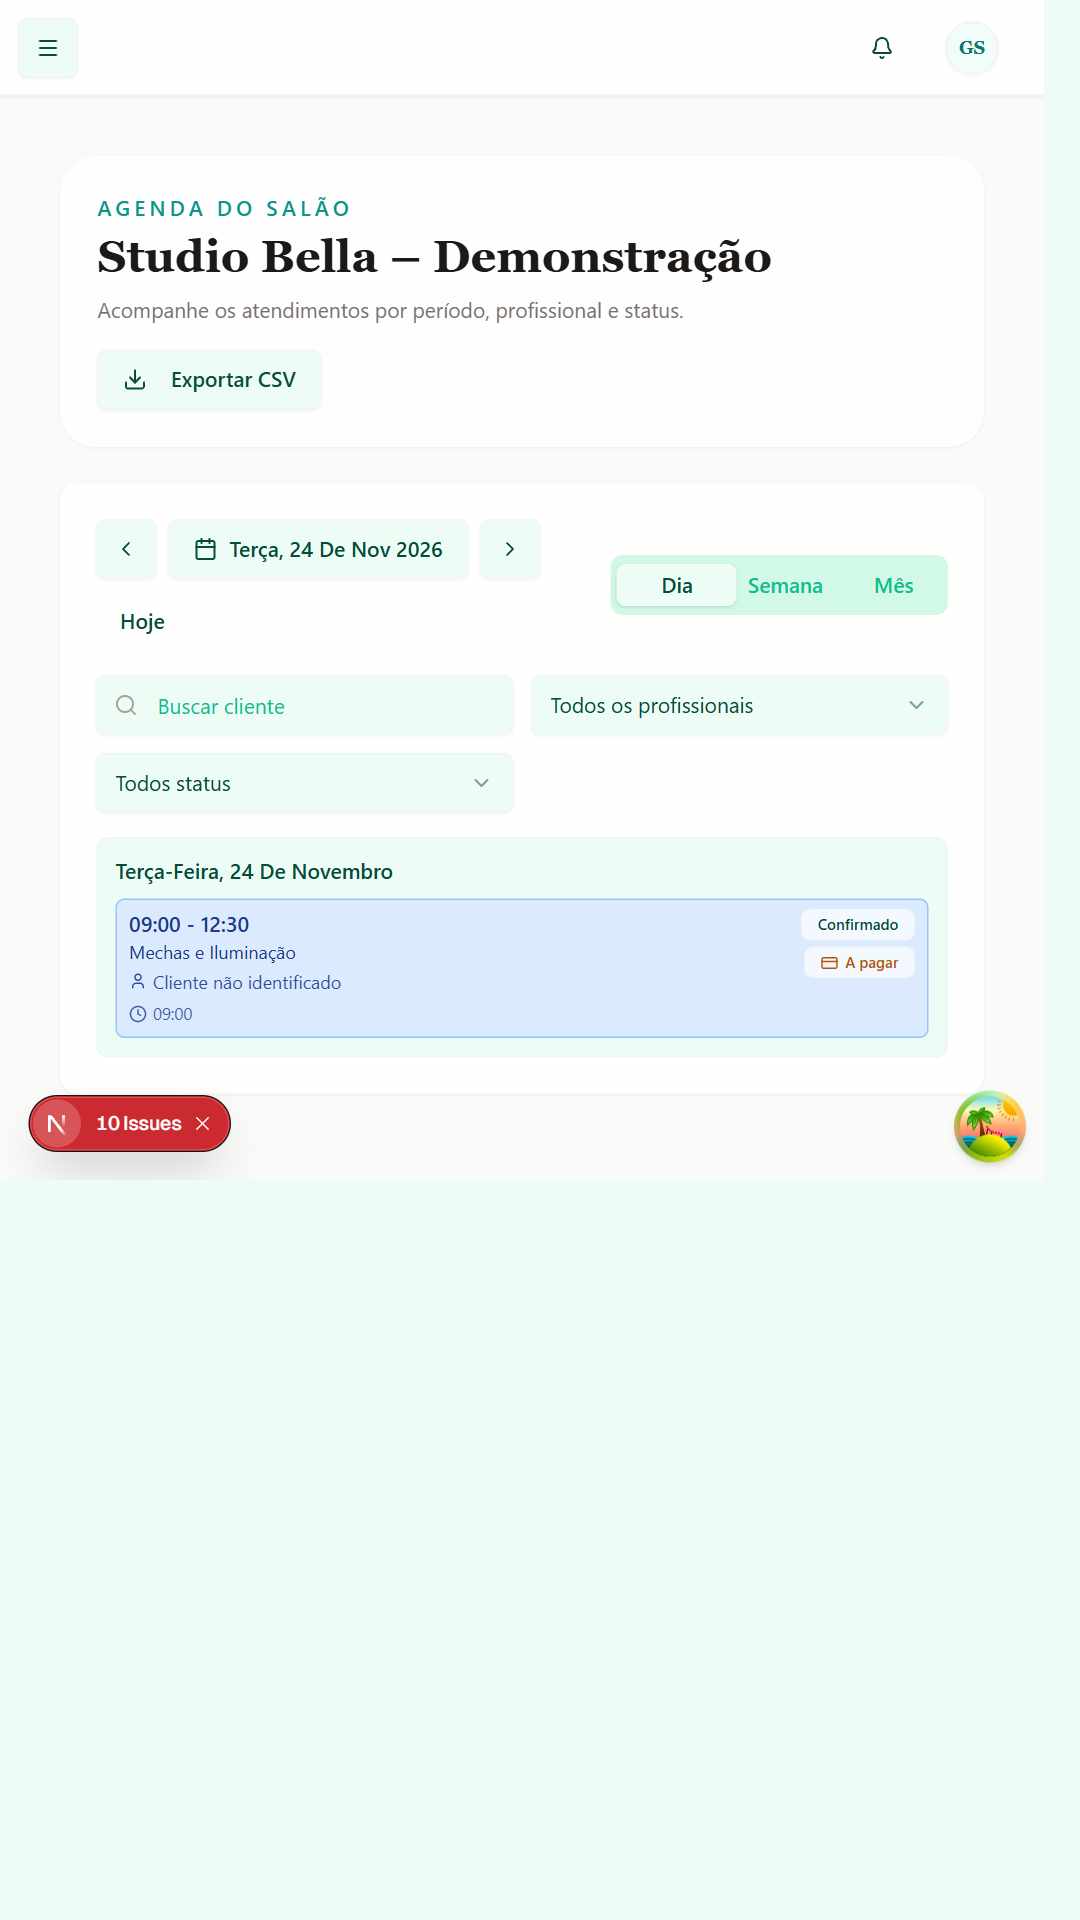 GS
AGENDA DO SALÃO
Studio Bella – Demonstração
Acompanhe os atendimentos por período, profissional e status.
Exportar CSV
Terça, 24 De Nov 2026
Hoje
Dia Semana Mês
Buscar cliente
Todos os profissionais
Todos status
Terça-Feira, 24 De Novembro
09:00 - 12:30
Confirmado
Mechas e Iluminação
A pagar
Cliente não identificado
09:00
N 10 Issues